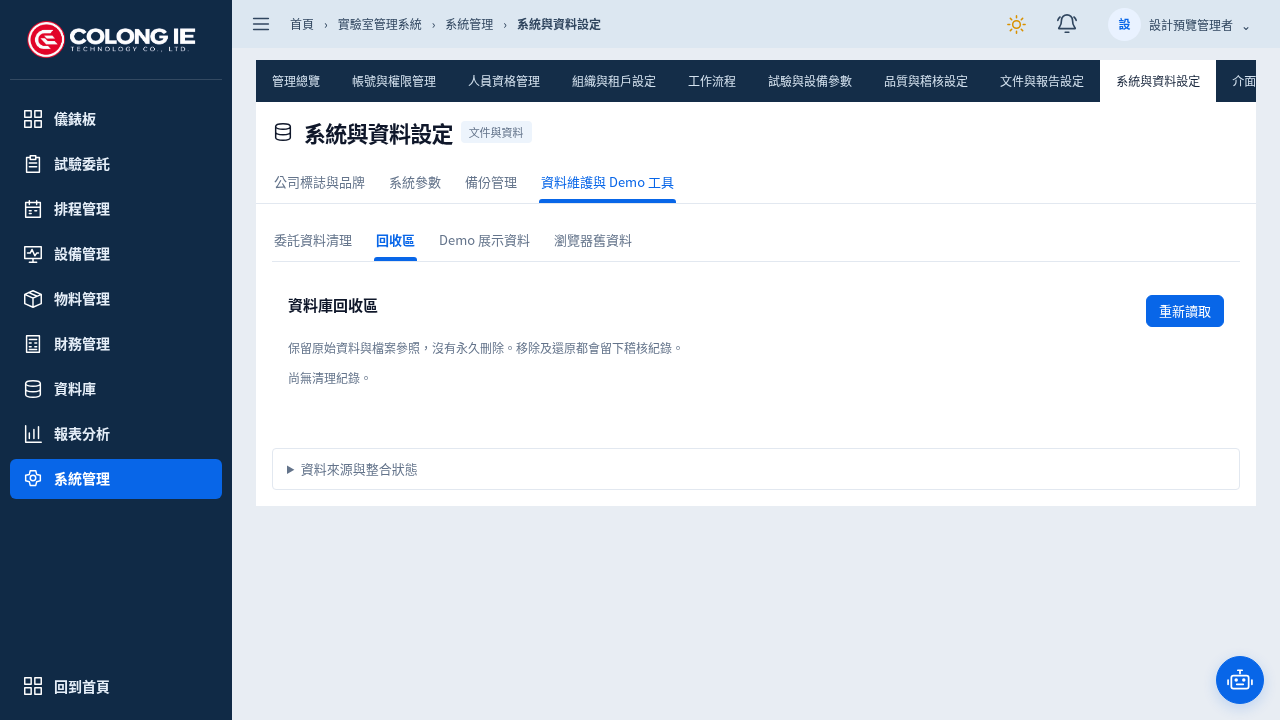 COLONG IE
TECHNOLOGY CO., LTD.
儀錶板
試驗委託
排程管理
設備管理
物料管理
財務管理
資料庫
報表分析
系統管理
回到首頁
首頁 › 實驗室管理系統 › 系統管理 › 系統與資料設定
設 設計預覽管理者
管理總覽 帳號與權限管理 人員資格管理 組織與租戶設定 工作流程 試驗與設備參數 品質與稽核設定 文件與報告設定 系統與資料設定 介面
系統與資料設定 文件與資料
公司標誌與品牌 系統參數 備份管理 資料維護與 Demo 工具
委託資料清理 回收區 Demo 展示資料 瀏覽器舊資料
資料庫回收區
重新讀取
保留原始資料與檔案參照，沒有永久刪除。移除及還原都會留下稽核紀錄。
尚無清理紀錄。
資料來源與整合狀態